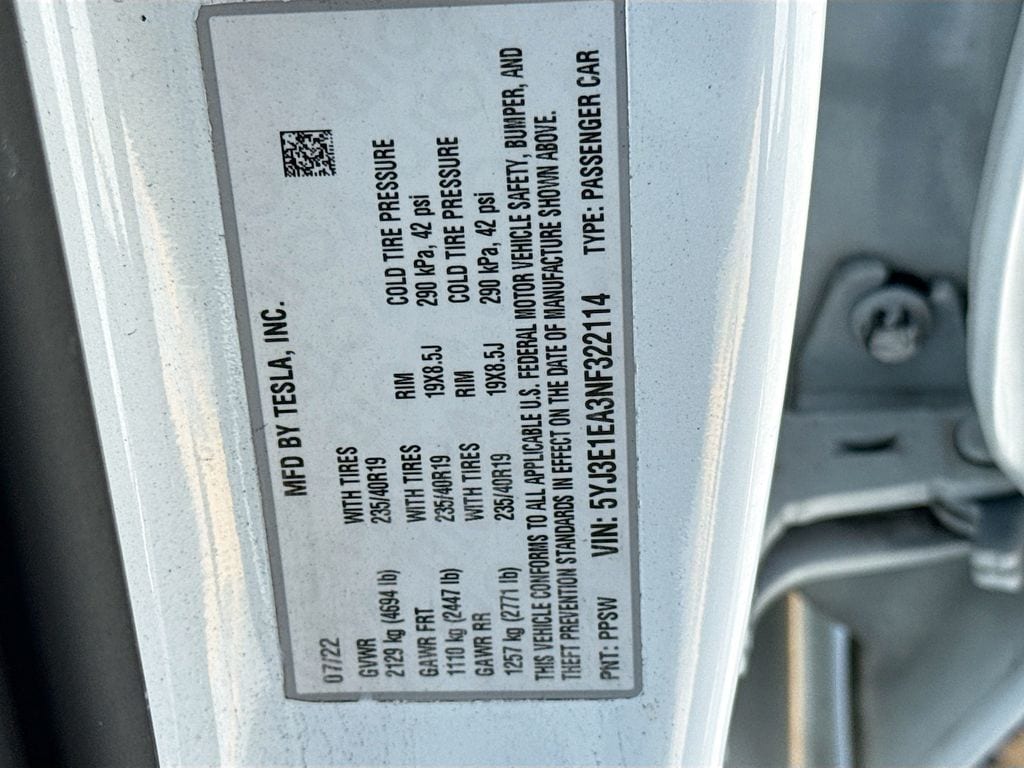 MFD BY TESLA, INC.
07/22
GVWR WITH TIRES RIM COLD TIRE PRESSURE
2129 kg (4694 lb) 235/40R19 19X8.5J 290 kPa, 42 psi
GAWR FRT WITH TIRES RIM COLD TIRE PRESSURE
1110 kg (2447 lb) 235/40R19 19X8.5J 290 kPa, 42 psi
GAWR RR WITH TIRES
1257 kg (2771 lb) 235/40R19
THIS VEHICLE CONFORMS TO ALL APPLICABLE U.S. FEDERAL MOTOR VEHICLE SAFETY, BUMPER, AND
THEFT PREVENTION STANDARDS IN EFFECT ON THE DATE OF MANUFACTURE SHOWN ABOVE.
PNT: PPSW VIN: 5YJ3E1EA3NF322114 TYPE: PASSENGER CAR